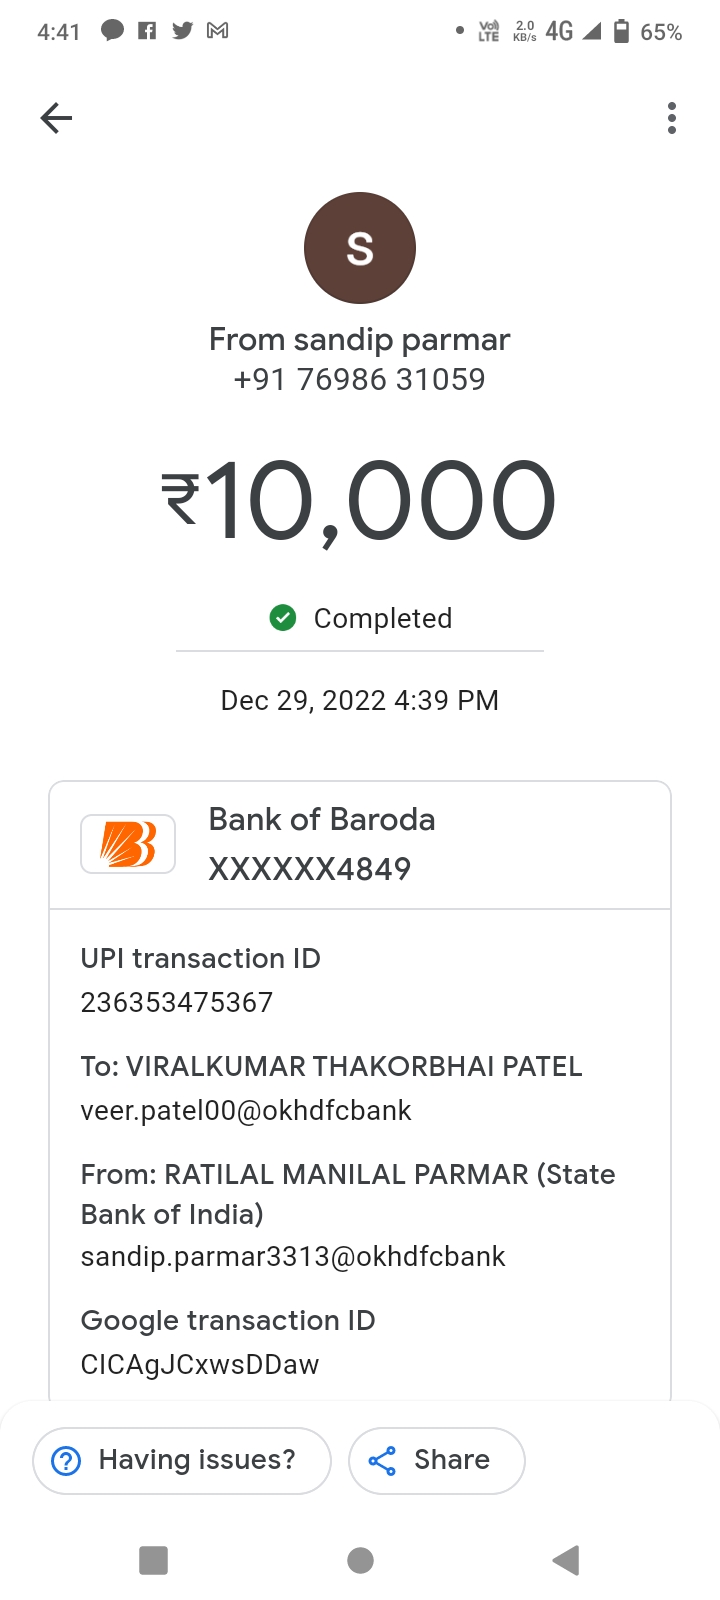 4:41
Vo) LTE 2.0 KB/s 4G 65%
S
From sandip parmar
+91 76986 31059
₹10,000
Completed
Dec 29, 2022 4:39 PM
Bank of Baroda
XXXXXX4849
UPI transaction ID
236353475367
To: VIRALKUMAR THAKORBHAI PATEL
veer.patel00@okhdfcbank
From: RATILAL MANILAL PARMAR (State
Bank of India)
sandip.parmar3313@okhdfcbank
Google transaction ID
CICAgJCxwsDDaw
Having issues?
Share